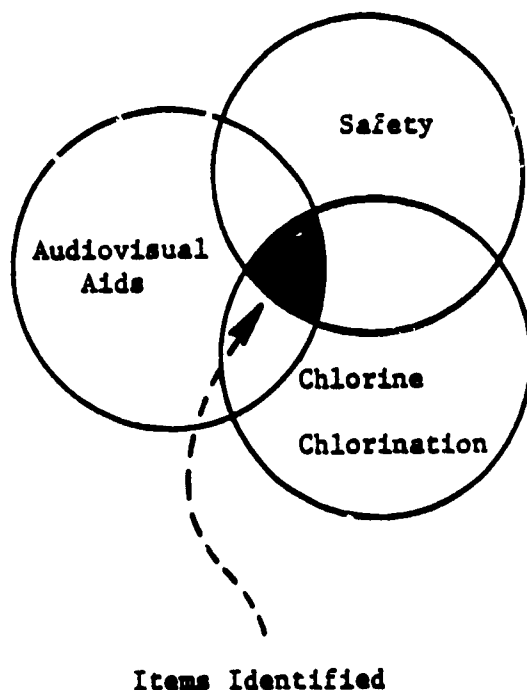 Safety
Audiovisual
Aids
Chlorine
Chlorination
Items Identified